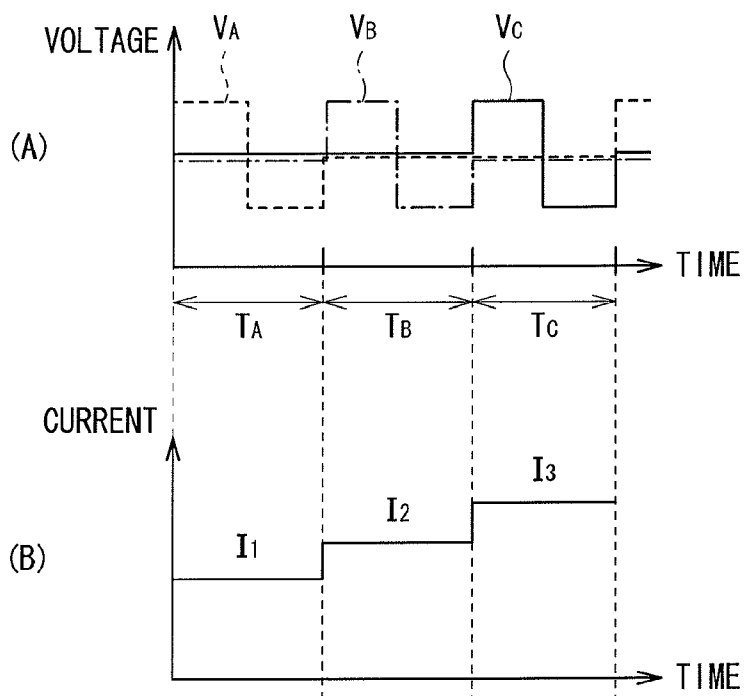 VOLTAGE
VA
VB
VC
(A)
TIME
TA
TB
TC
CURRENT
I1
I2
I3
(B)
TIME